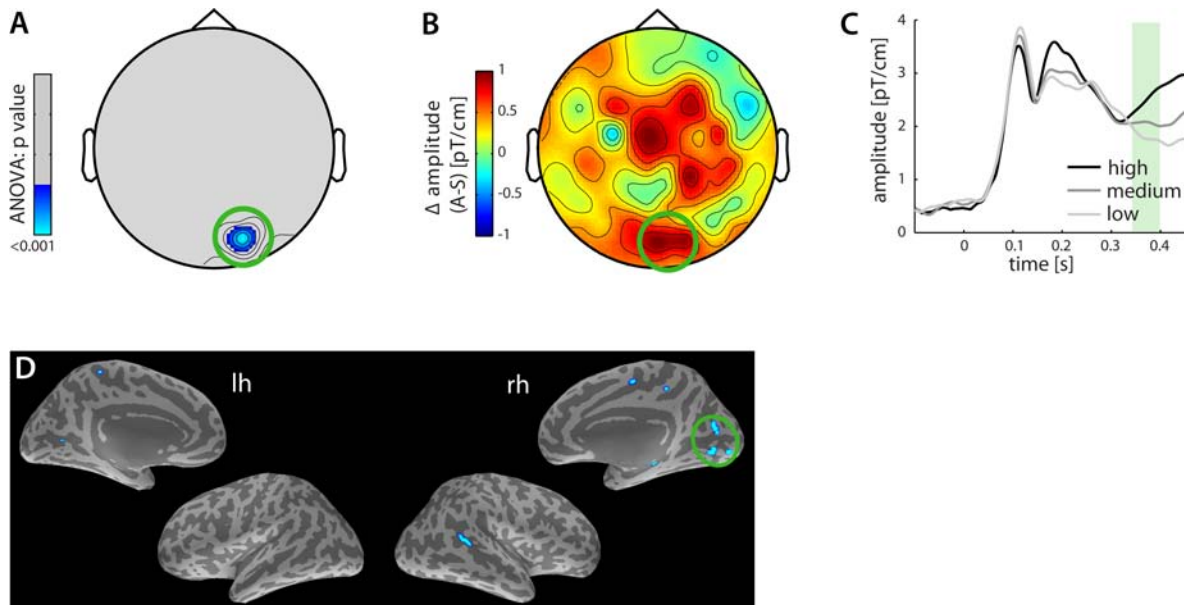 A
ANOVA: p value
<0.001
B
Δ amplitude
(A-S) [pT/cm]
1
0.5
0
-0.5
-1
C
amplitude [pT/cm]
4
3
2
1
0
high
medium
low
0 0.1 0.2 0.3 0.4
time [s]
D
lh
rh